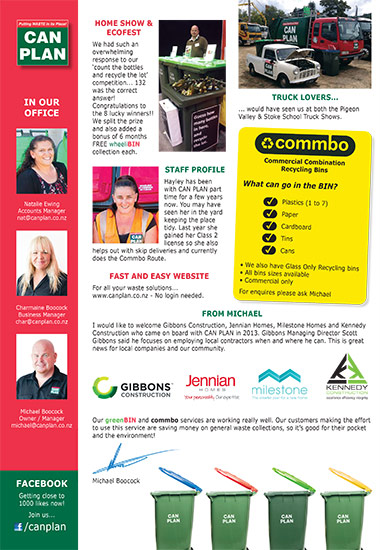 Putting WASTE in its Place!
CAN
PLAN
IN OUR
OFFICE
Natalie Ewing
Accounts Manager
nat@canplan.co.nz
Charmaine Boocock
Business Manager
char@canplan.co.nz
Michael Boocock
Owner / Manager
michael@canplan.co.nz
FACEBOOK
Getting close to
1000 likes now!
Join us...
f/canplan
HOME SHOW &
ECOFEST
We had such an
overwhelming
response to our
'count the bottles
and recycle the lot'
competition... 132
was the correct
answer!
Congratulations to
the 8 lucky winners!!
We split the prize
and also added a
bonus of 6 months
FREE wheelBIN
collection each.
Guess how
many bottles
in here,
and
CAN
PLAN
TRUCK LOVERS...
... would have seen us at both the Pigeon
Valley & Stoke School Truck Shows.
STAFF PROFILE
Hayley has been
with CAN PLAN part
time for a few years
now. You may have
seen her in the yard
keeping the place
tidy. Last year she
gained her Class 2
license so she also
helps out with skip deliveries and currently
does the Commbo Route.
commbo
Commercial Combination
Recycling Bins
What can go in the BIN?
Plastics (1 to 7)
Paper
Cardboard
Tins
Cans
• We also have Glass Only Recycling bins
• All bins sizes available
• Commercial only
For enquires please ask Michael
FAST AND EASY WEBSITE
For all your waste solutions...
www.canplan.co.nz - No login needed.
FROM MICHAEL
I would like to welcome Gibbons Construction, Jennian Homes, Milestone Homes and Kennedy
Construction who came on board with CAN PLAN in 2013. Gibbons Managing Director Scott
Gibbons said he focuses on employing local contractors when and where he can. This is great
news for local companies and our community.
GIBBONS
CONSTRUCTION
Jennian
HOMES
milestone
KENNEDY
CONSTRUCTION
Our greenBIN and commbo services are working really well. Our customers making the effort
to use this service are saving money on general waste collections, so it's good for their pocket
and the environment!
Michael Boocock
CAN
PLAN
CAN
PLAN
CAN
PLAN
CAN
PLAN